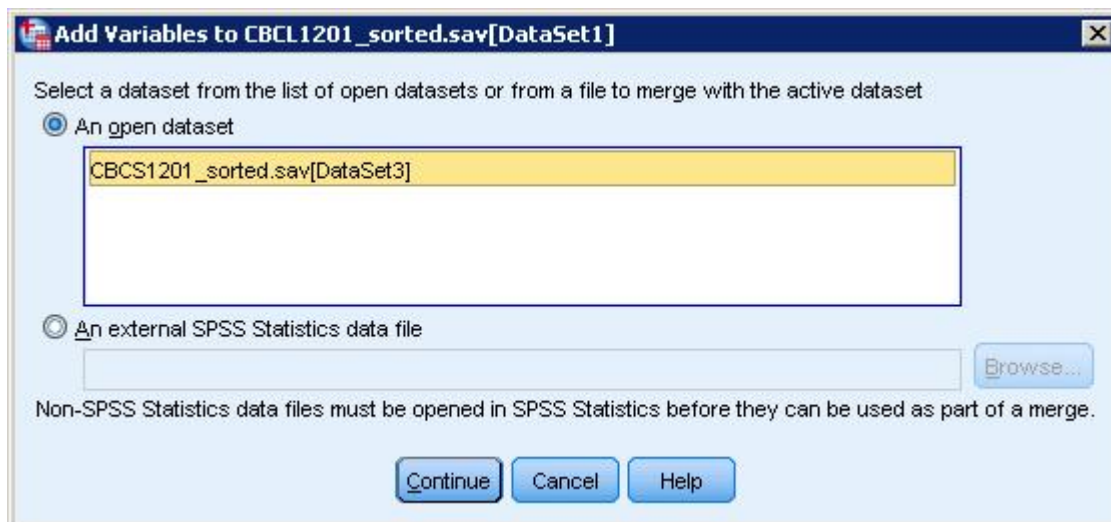 Add Variables to CBCL1201_sorted.sav[DataSet1]
Select a dataset from the list of open datasets or from a file to merge with the active dataset
An open dataset
CBCS1201_sorted.sav[DataSet3]
An external SPSS Statistics data file
Browse...
Non-SPSS Statistics data files must be opened in SPSS Statistics before they can be used as part of a merge.
Continue Cancel Help